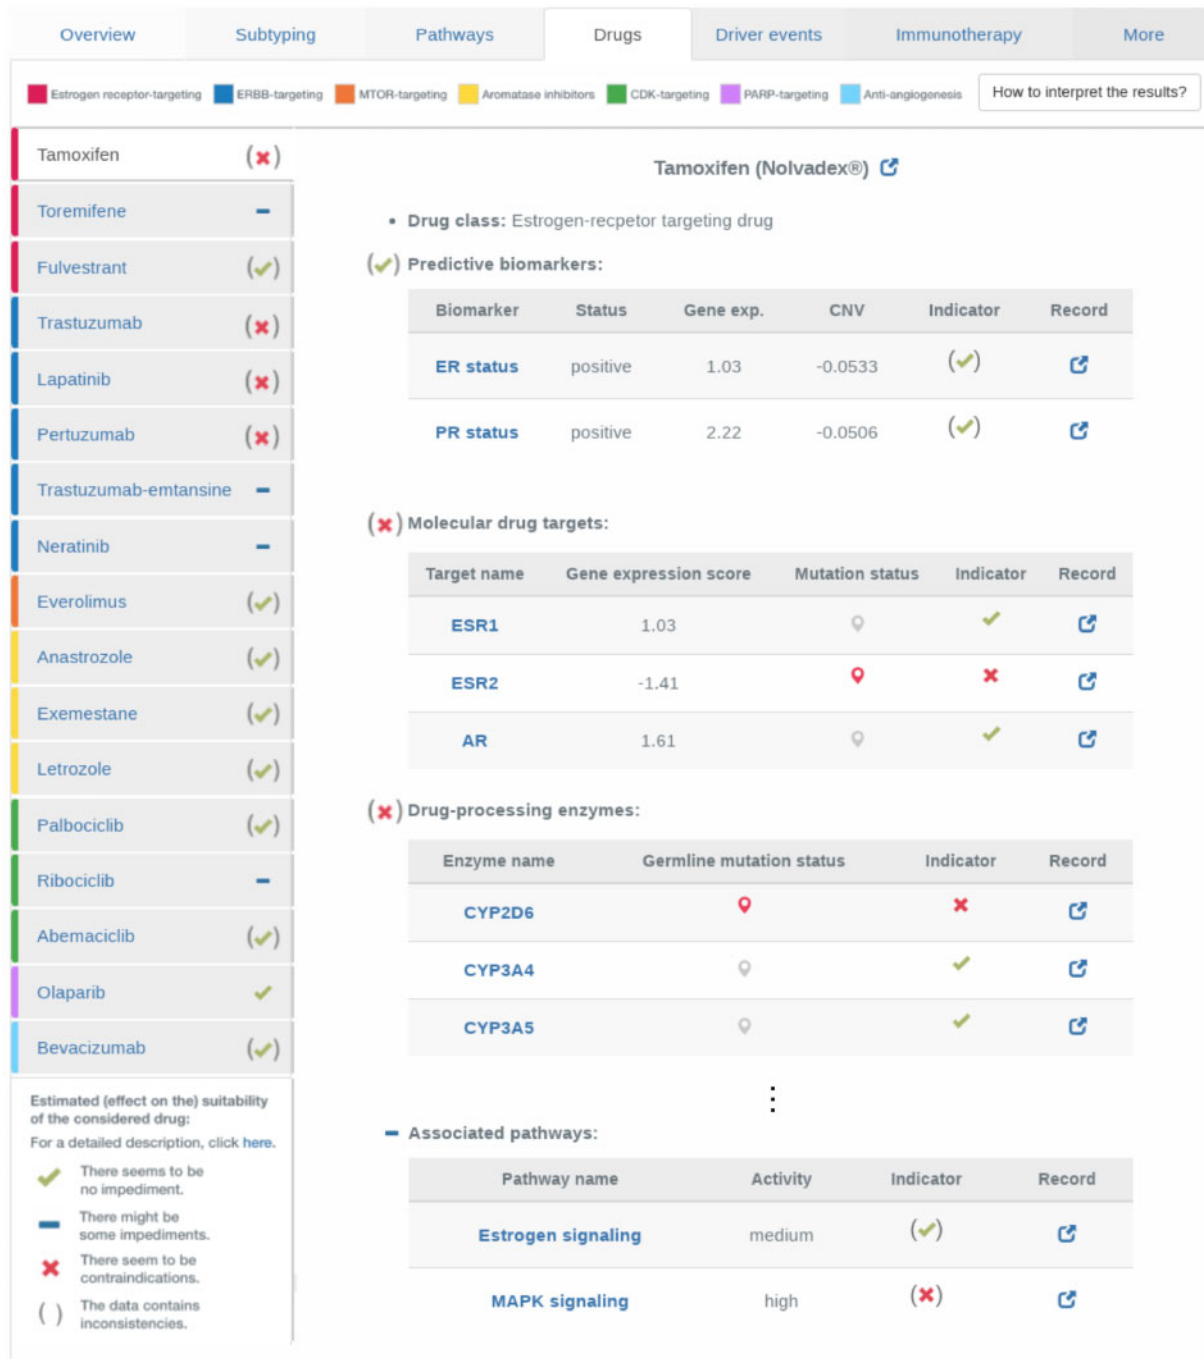 Overview Subtyping Pathways Drugs Driver events Immunotherapy More
Estrogen receptor-targeting ERBB-targeting MTOR-targeting Aromatase inhibitors CDK-targeting PARP-targeting Anti-angiogenesis How to interpret the results?
Tamoxifen
Toremifene
Fulvestrant
Trastuzumab
Lapatinib
Pertuzumab
Trastuzumab-emtansine
Neratinib
Everolimus
Anastrozole
Exemestane
Letrozole
Palbociclib
Ribociclib
Abemaciclib
Olaparib
Bevacizumab
Estimated (effect on the) suitability
of the considered drug:
For a detailed description, click here.
There seems to be
no impediment.
There might be
some impediments.
There seem to be
contraindications.
( ) The data contains
inconsistencies.
Tamoxifen (Nolvadex®)
• Drug class: Estrogen-recpetor targeting drug
Predictive biomarkers:
Biomarker Status Gene exp. CNV Indicator Record
ER status positive 1.03 -0.0533
PR status positive 2.22 -0.0506
Molecular drug targets:
Target name Gene expression score Mutation status Indicator Record
ESR1 1.03
ESR2 -1.41
AR 1.61
Drug-processing enzymes:
Enzyme name Germline mutation status Indicator Record
CYP2D6
CYP3A4
CYP3A5
⋮
Associated pathways:
Pathway name Activity Indicator Record
Estrogen signaling medium
MAPK signaling high